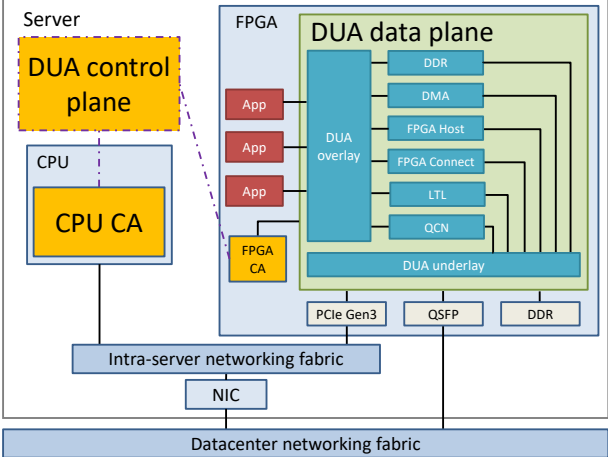 Server
DUA control
plane
CPU
CPU CA
FPGA
DUA data plane
App
App
App
FPGA
CA
DUA
overlay
DDR
DMA
FPGA Host
FPGA Connect
LTL
QCN
DUA underlay
PCIe Gen3
QSFP
DDR
Intra-server networking fabric
NIC
Datacenter networking fabric